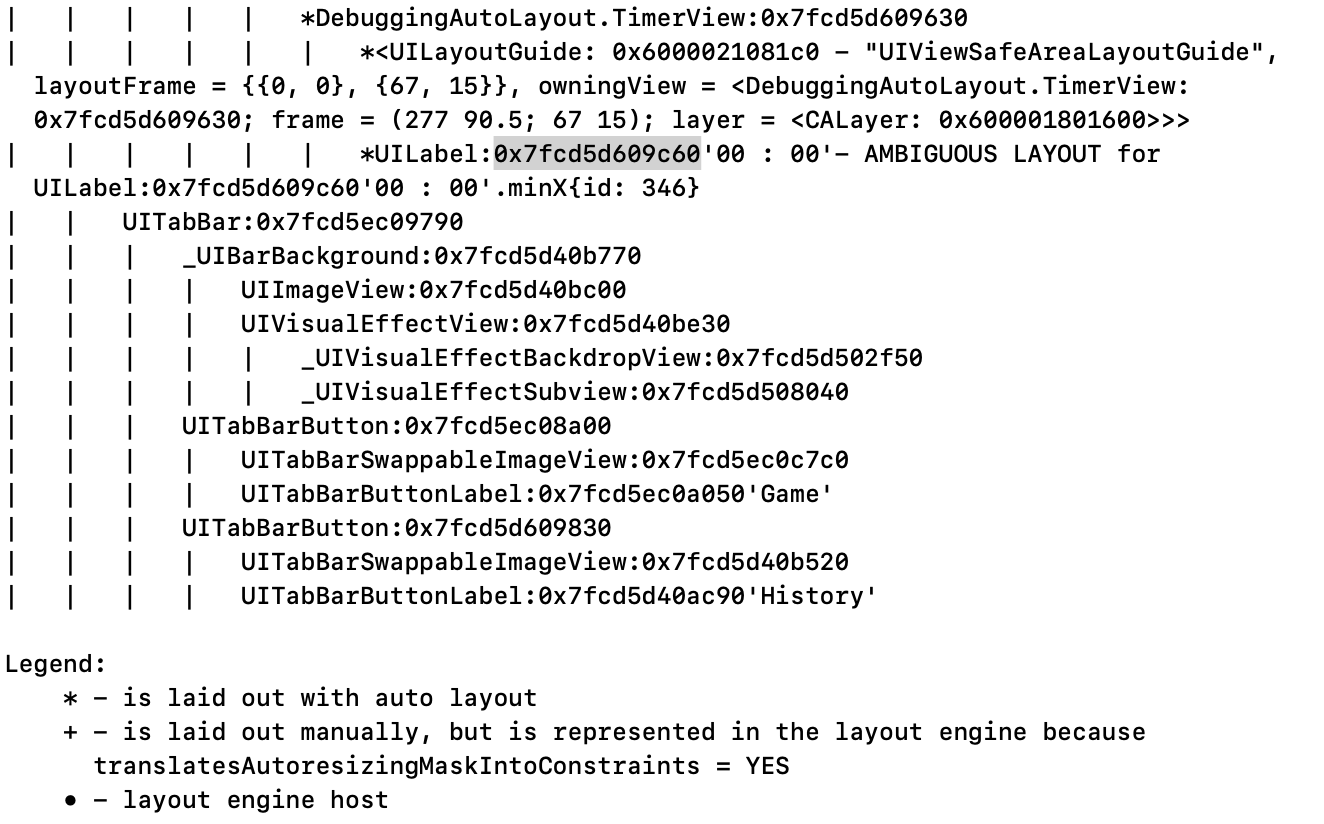 |   |   |   |   |   *DebuggingAutoLayout.TimerView:0x7fcd5d609630
|   |   |   |   |   |   *<UILayoutGuide: 0x6000021081c0 - "UIViewSafeAreaLayoutGuide",
layoutFrame = {{0, 0}, {67, 15}}, owningView = <DebuggingAutoLayout.TimerView:
0x7fcd5d609630; frame = (277 90.5; 67 15); layer = <CALayer: 0x600001801600>>>
|   |   |   |   |   |   *UILabel:0x7fcd5d609c60'00 : 00'- AMBIGUOUS LAYOUT for
UILabel:0x7fcd5d609c60'00 : 00'.minX{id: 346}
|   |   UITabBar:0x7fcd5ec09790
|   |   |   _UIBarBackground:0x7fcd5d40b770
|   |   |   |   UIImageView:0x7fcd5d40bc00
|   |   |   |   UIVisualEffectView:0x7fcd5d40be30
|   |   |   |   |   _UIVisualEffectBackdropView:0x7fcd5d502f50
|   |   |   |   |   _UIVisualEffectSubview:0x7fcd5d508040
|   |   |   UITabBarButton:0x7fcd5ec08a00
|   |   |   |   UITabBarSwappableImageView:0x7fcd5ec0c7c0
|   |   |   |   UITabBarButtonLabel:0x7fcd5ec0a050'Game'
|   |   |   UITabBarButton:0x7fcd5d609830
|   |   |   |   UITabBarSwappableImageView:0x7fcd5d40b520
|   |   |   |   UITabBarButtonLabel:0x7fcd5d40ac90'History'
Legend:
* - is laid out with auto layout
+ - is laid out manually, but is represented in the layout engine because
translatesAutoresizingMaskIntoConstraints = YES
• - layout engine host